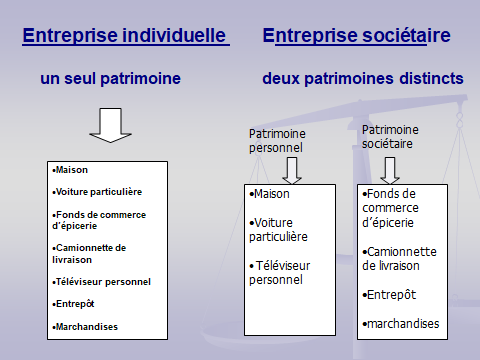 Entreprise individuelle
un seul patrimoine
•Maison
•Voiture particulière
•Fonds de commerce
d'épicerie
•Camionnette de
livraison
•Téléviseur personnel
•Entrepôt
•Marchandises
Entreprise sociétaire
deux patrimoines distincts
Patrimoine
personnel
•Maison
•Voiture
particulière
• Téléviseur
personnel
Patrimoine
sociétaire
•Fonds de
commerce
d'épicerie
•Camionnette
de livraison
•Entrepôt
•marchandises